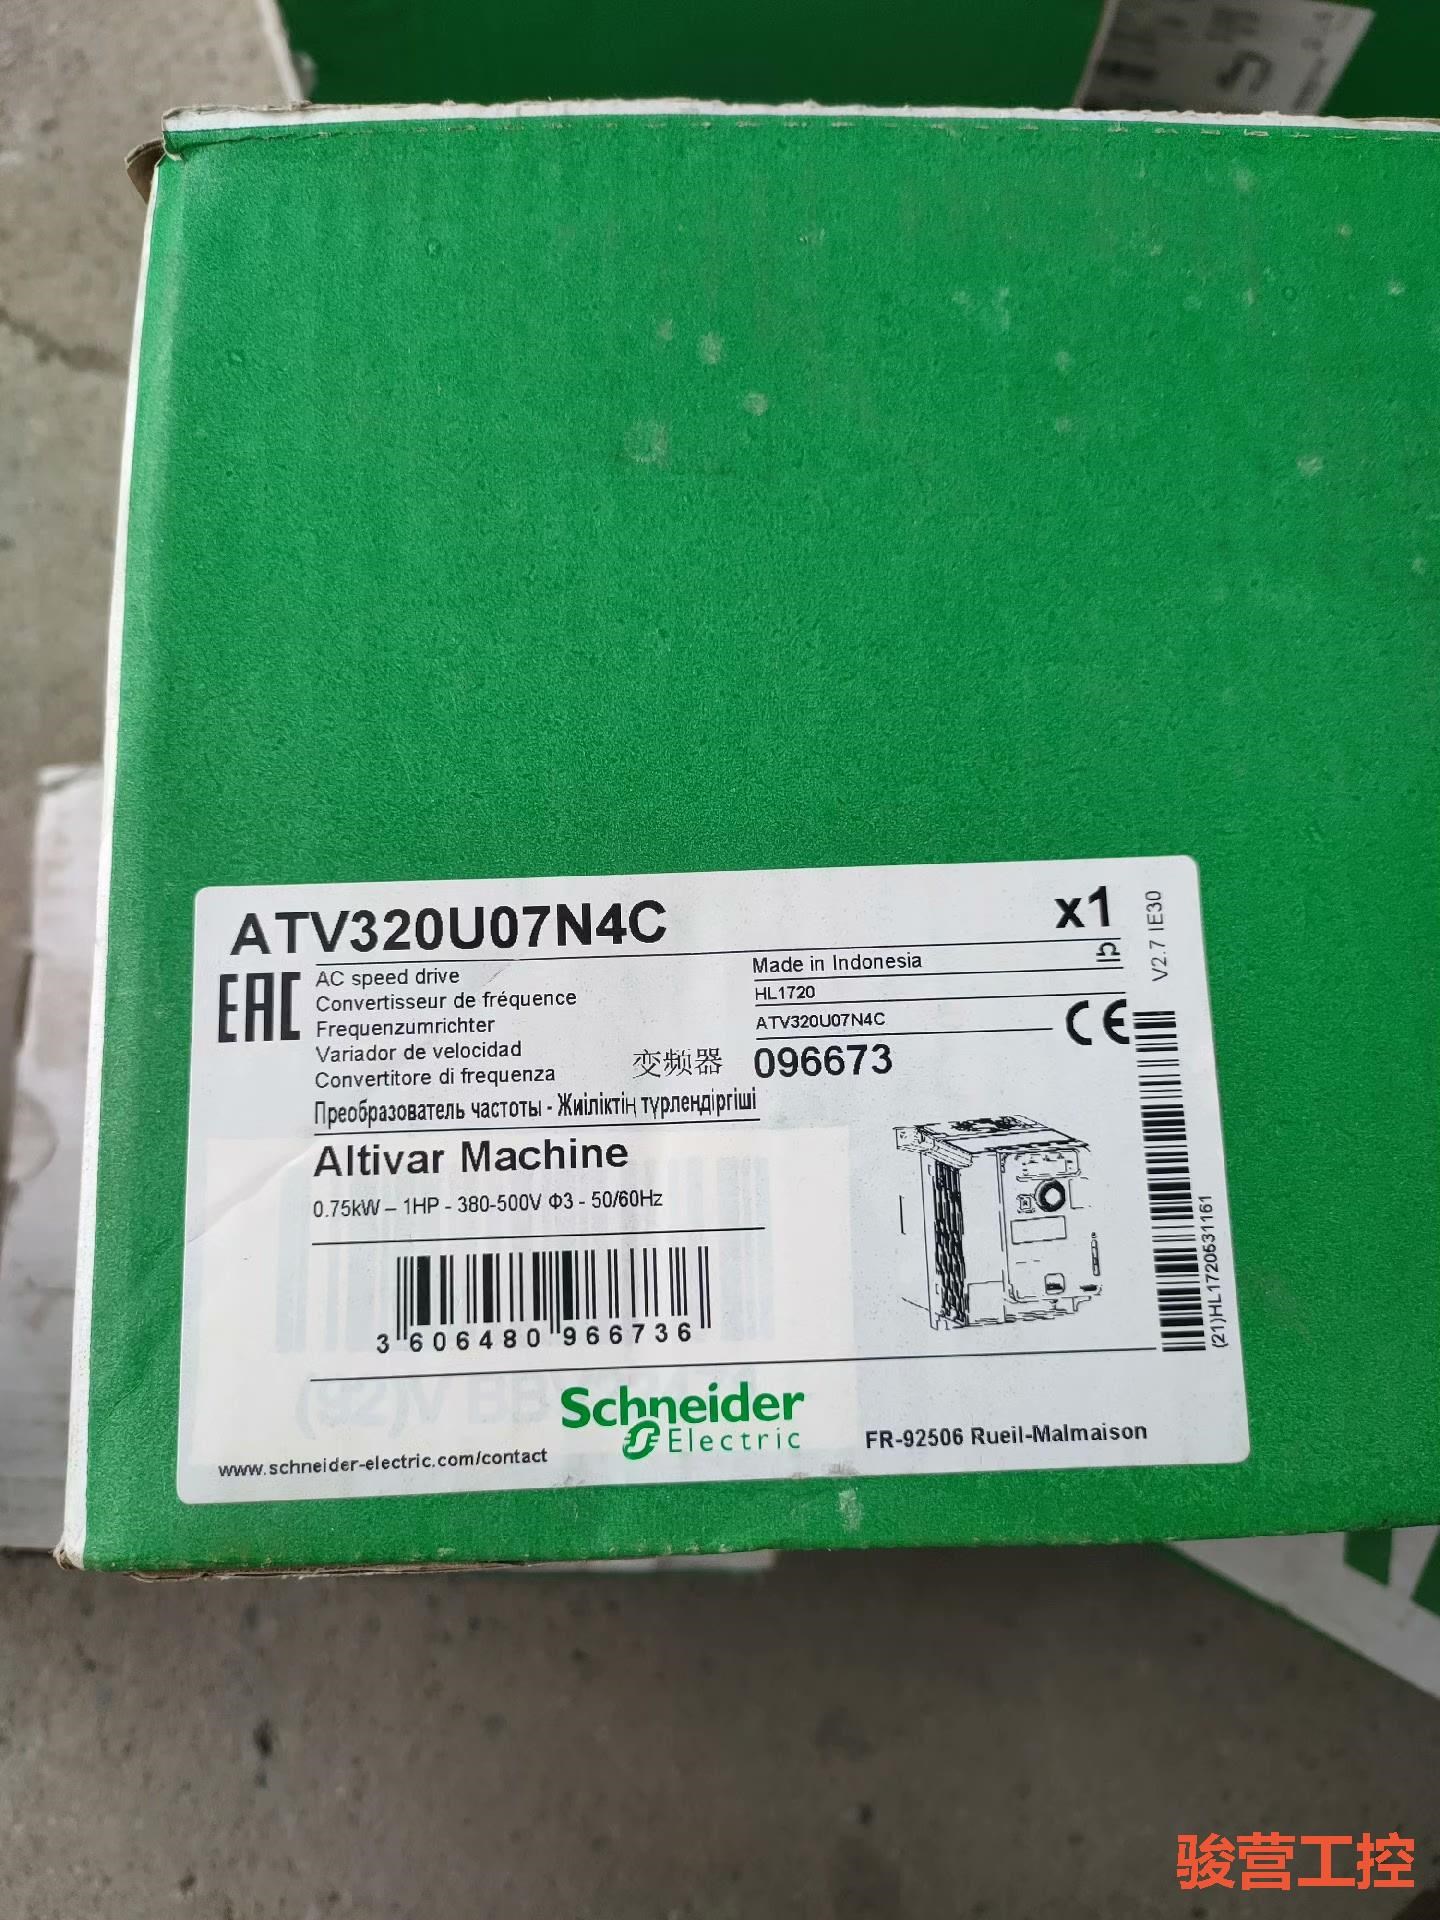 ATV320U07N4C
x1
V2.7 IE30
EAC
AC speed drive
Convertisseur de fréquence
Frequenzumrichter
Variador de velocidad
Convertitore di frequenza
变频器
Преобразователь частоты - Жиіліктің түрлендіргіші
Made in Indonesia
HL1720
ATV320U07N4C
CE
096673
Altivar Machine
0.75kW – 1HP - 380-500V Φ3 - 50/60Hz
3 606480 966736
(21)HL1720531161
Schneider
Electric
www.schneider-electric.com/contact
FR-92506 Rueil-Malmaison
骏营工控